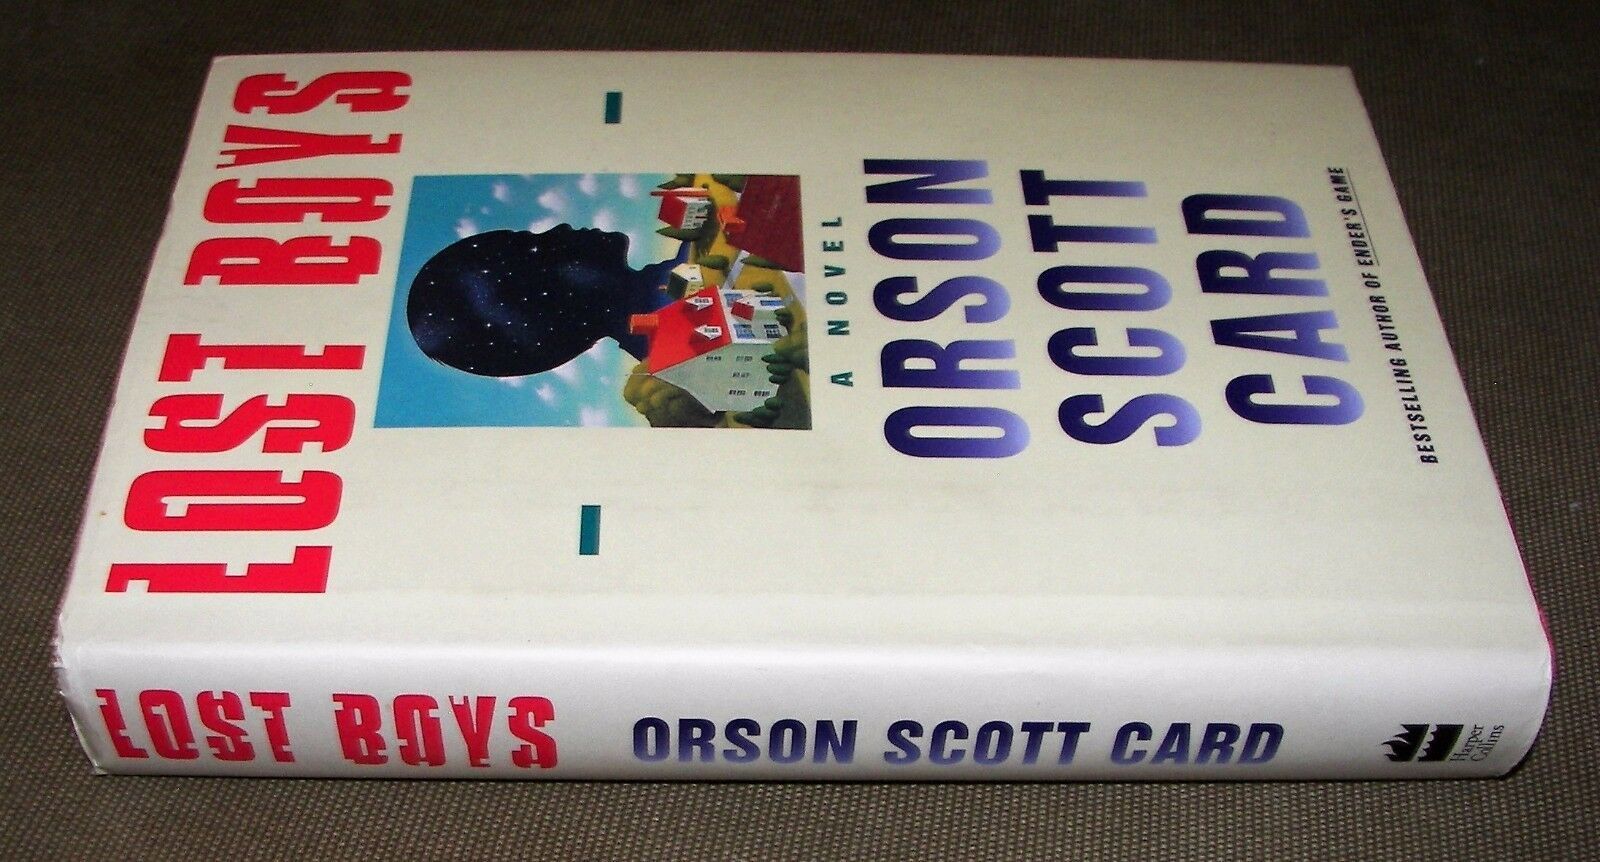 LOST BOYS
A NOVEL
ORSON
SCOTT
CARD
BESTSELLING AUTHOR OF ENDER'S GAME
LOST BOYS ORSON SCOTT CARD
Harper
Collins